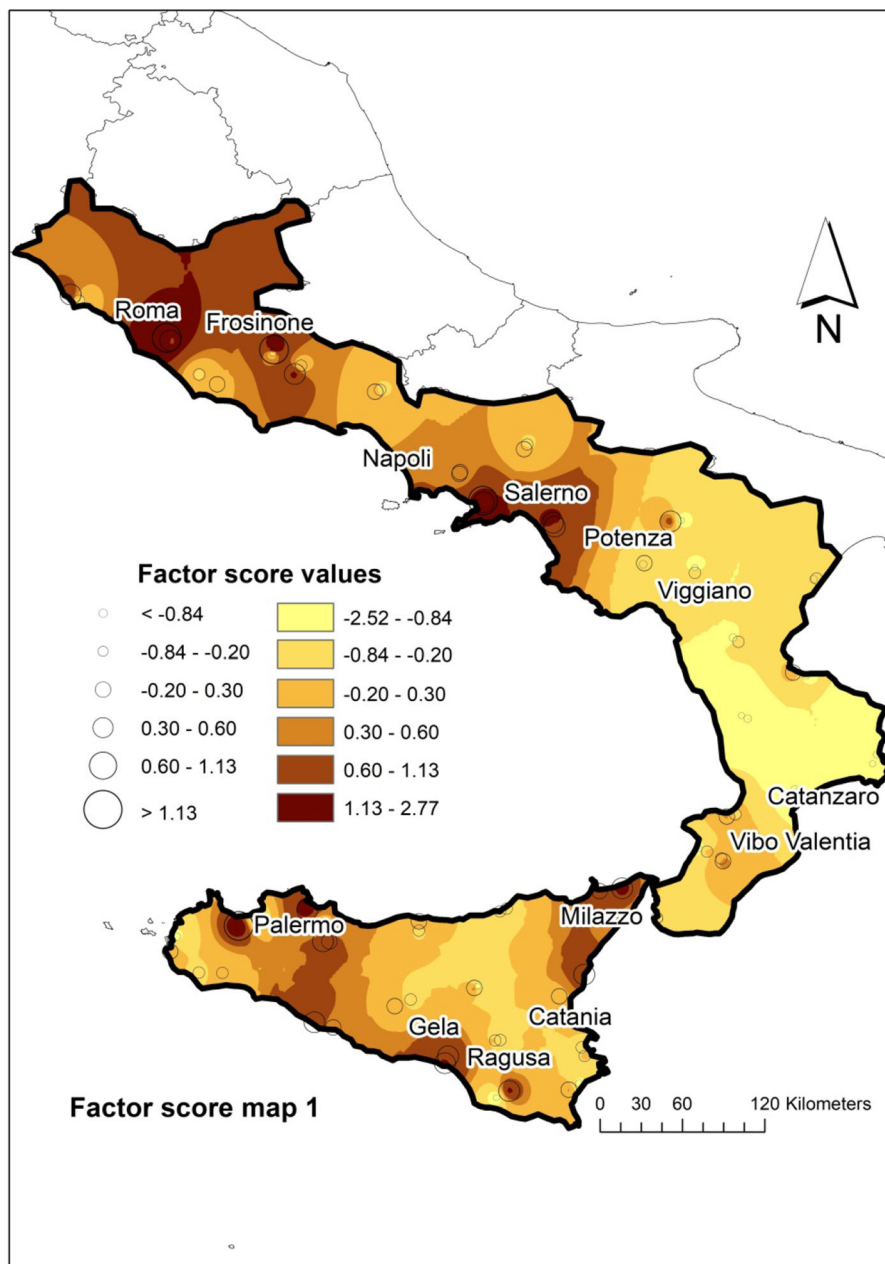 Roma
Frosinone
N
Napoli
Salerno
Potenza
Viggiano
Factor score values
< -0.84
-2.52 - -0.84
-0.84 - -0.20
-0.84 - -0.20
-0.20 - 0.30
-0.20 - 0.30
0.30 - 0.60
0.30 - 0.60
0.60 - 1.13
0.60 - 1.13
> 1.13
1.13 - 2.77
Catanzaro
Vibo Valentia
Palermo
Milazzo
Gela
Catania
Ragusa
Factor score map 1
0 30 60 120 Kilometers